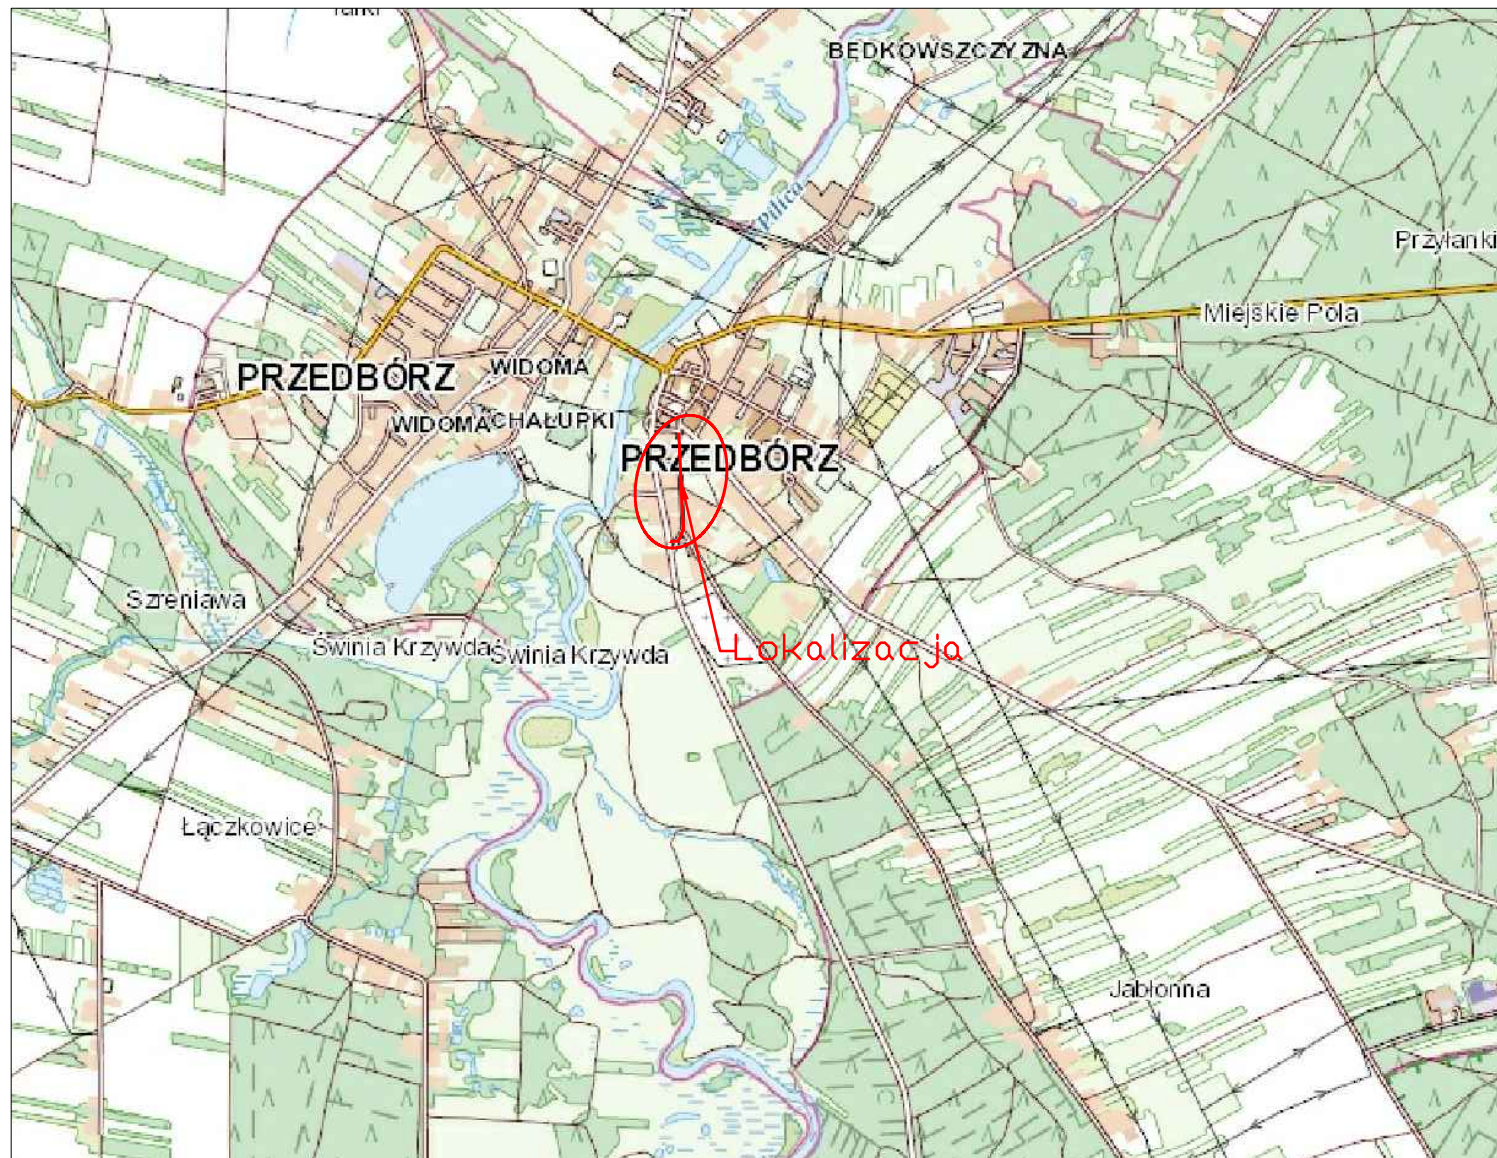 BĘDKOWSZCZYZNA
Pilica
Przyłanki
Miejskie Pola
PRZEDBÓRZ
WIDOMA
WIDOMA
CHAŁUPKI
PRZEDBÓRZ
Szreniawa
Świnia Krzywda
Świnia Krzywda
Lokalizacja
Łączkowice
Jabłonna